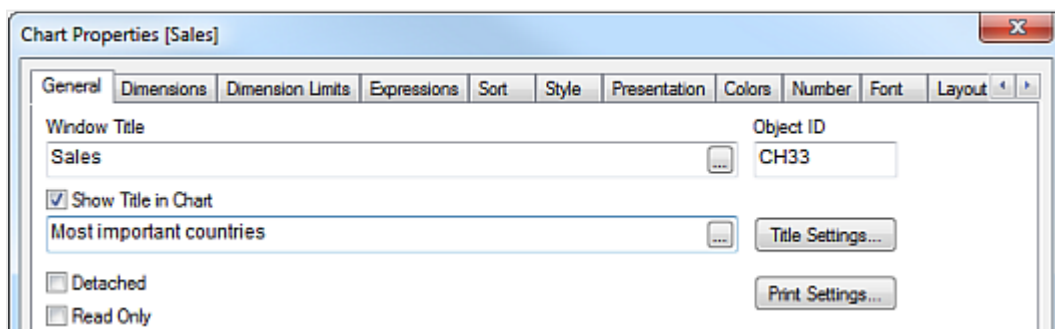 Chart Properties [Sales]
General Dimensions Dimension Limits Expressions Sort Style Presentation Colors Number Font Layout
Window Title Object ID
Sales ... CH33
Show Title in Chart
Most important countries ... Title Settings...
Detached
Print Settings...
Read Only